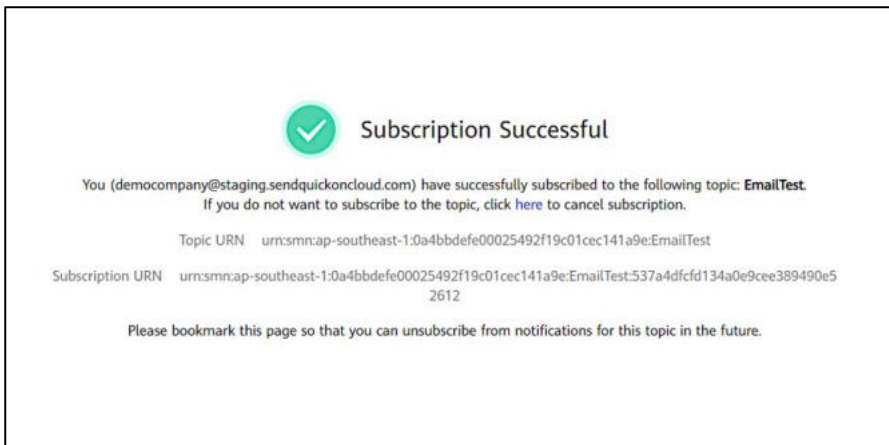 Subscription Successful
You (democompany@staging.sendquickoncloud.com) have successfully subscribed to the following topic: EmailTest.
If you do not want to subscribe to the topic, click here to cancel subscription.
Topic URN urn:smn:ap-southeast-1:0a4bbdefe00025492f19c01cec141a9e:EmailTest
Subscription URN urn:smn:ap-southeast-1:0a4bbdefe00025492f19c01cec141a9e:EmailTest:537a4dfcfd134a0e9cee389490e5
2612
Please bookmark this page so that you can unsubscribe from notifications for this topic in the future.